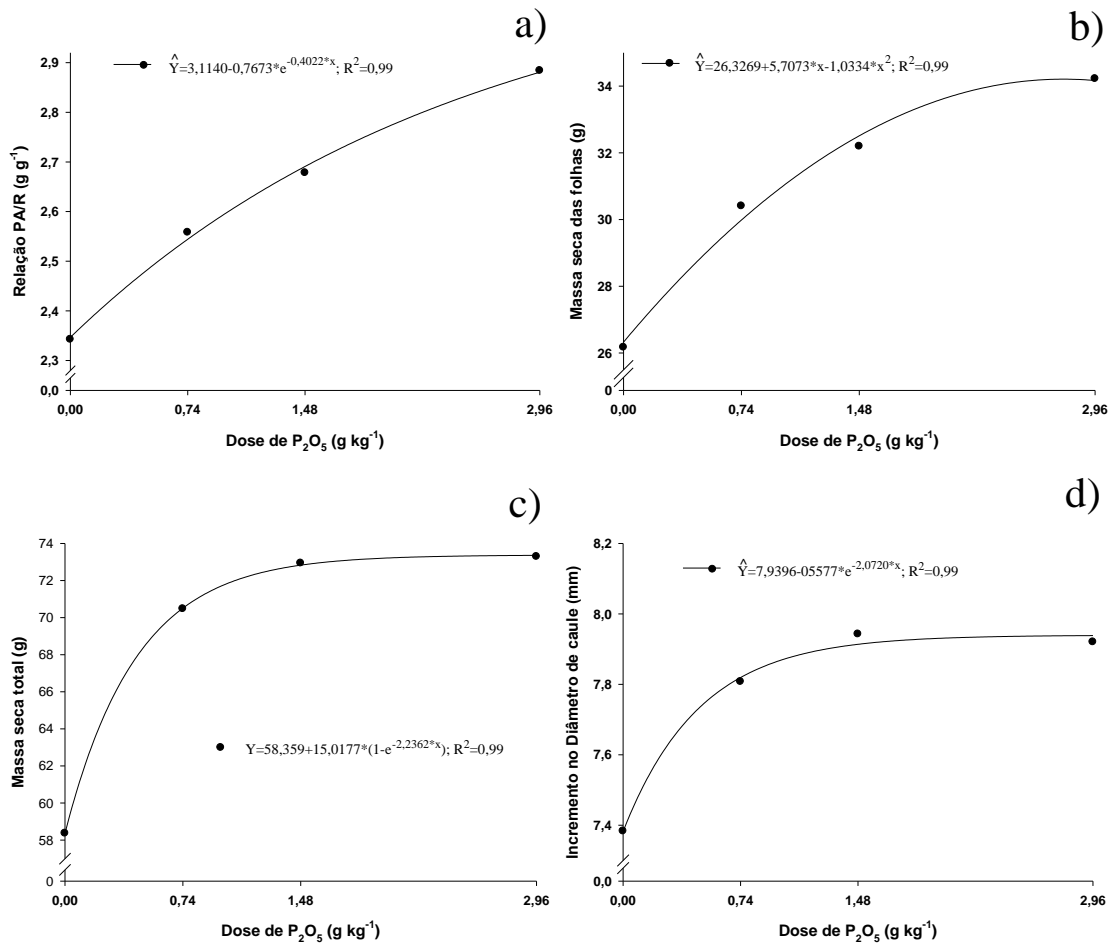 a)
Ŷ=3,1140-0,7673*e^-0,4022*x; R²=0,99
2,9
2,8
2,7
2,6
2,5
2,4
2,3
0,0
Relação PA/R (g g⁻¹)
0,00 0,74 1,48 2,96
Dose de P₂O₅ (g kg⁻¹)
b)
Ŷ=26,3269+5,7073*x-1,0334*x²; R²=0,99
34
32
30
28
26
0
Massa seca das folhas (g)
0,00 0,74 1,48 2,96
Dose de P₂O₅ (g kg⁻¹)
c)
74
72
70
68
66
64
62
60
58
0
Massa seca total (g)
Y=58,359+15,0177*(1-e^-2,2362*x); R²=0,99
0,00 0,74 1,48 2,96
Dose de P₂O₅ (g kg⁻¹)
d)
Ŷ=7,9396-05577*e^-2,0720*x; R²=0,99
8,2
8,0
7,8
7,6
7,4
0,0
Incremento no Diâmetro de caule (mm)
0,00 0,74 1,48 2,96
Dose de P₂O₅ (g kg⁻¹)